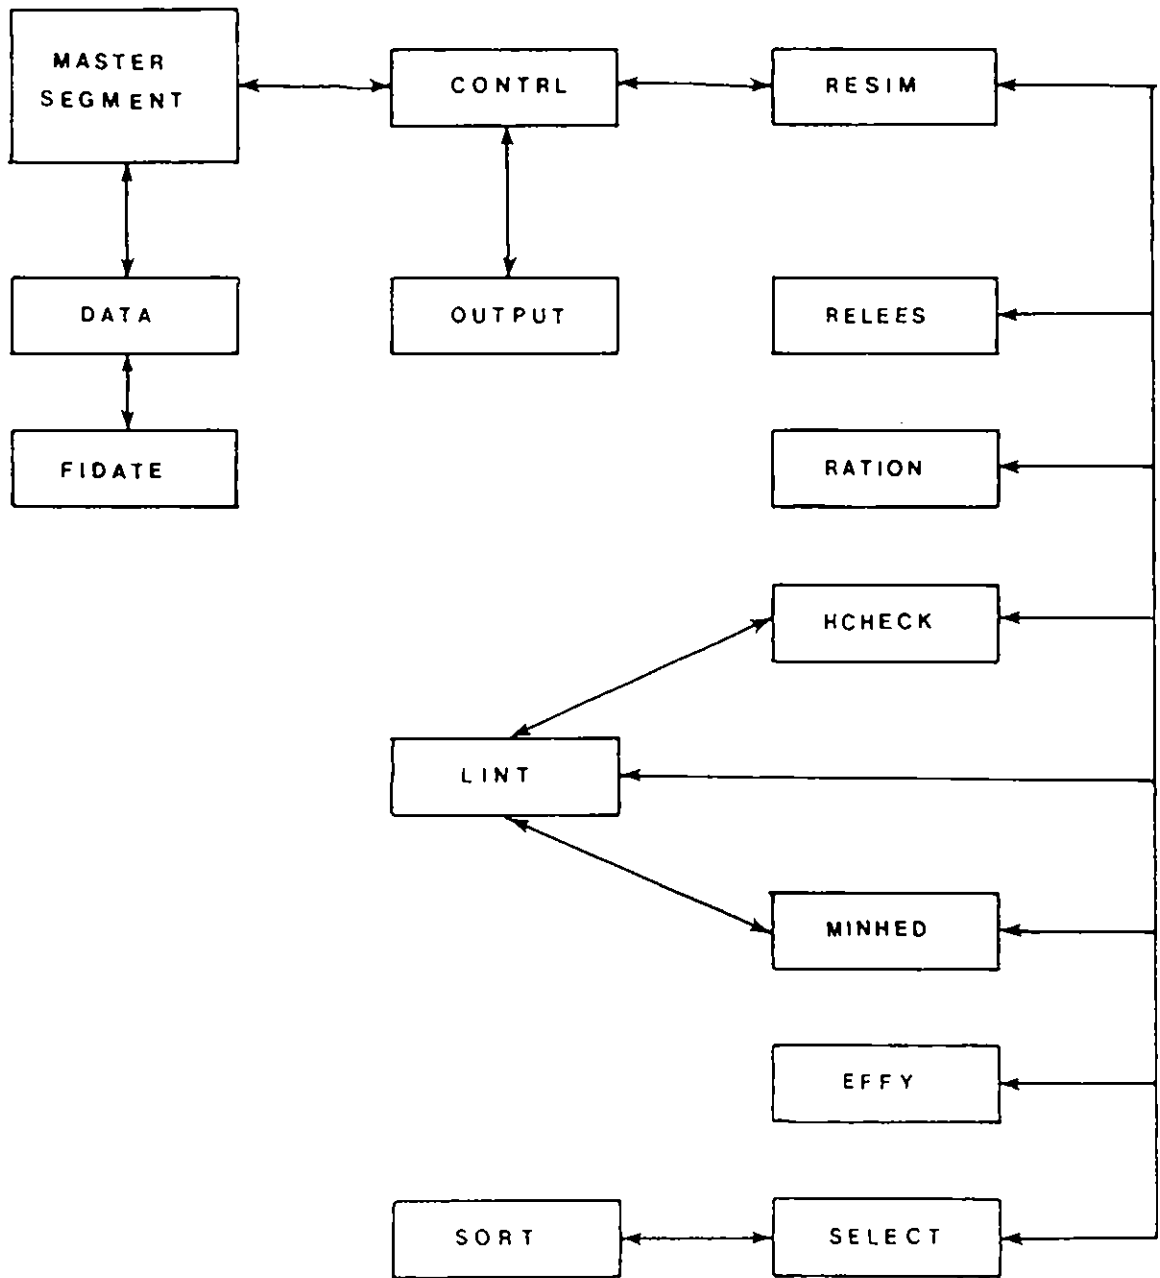 MASTER
SEGMENT
CONTRL
RESIM
DATA
OUTPUT
RELEES
FIDATE
RATION
HCHECK
LINT
MINHED
EFFY
SORT
SELECT